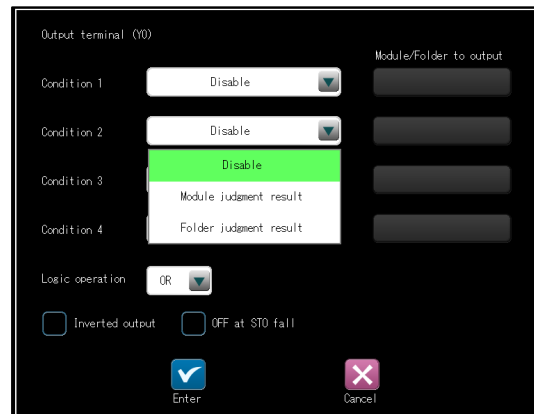 Output terminal (Y0)
Module/Folder to output
Condition 1
Disable
Condition 2
Disable
Disable
Condition 3
Module judgment result
Condition 4
Folder judgment result
Logic operation
OR
Inverted output
OFF at STO fall
Enter
Cancel